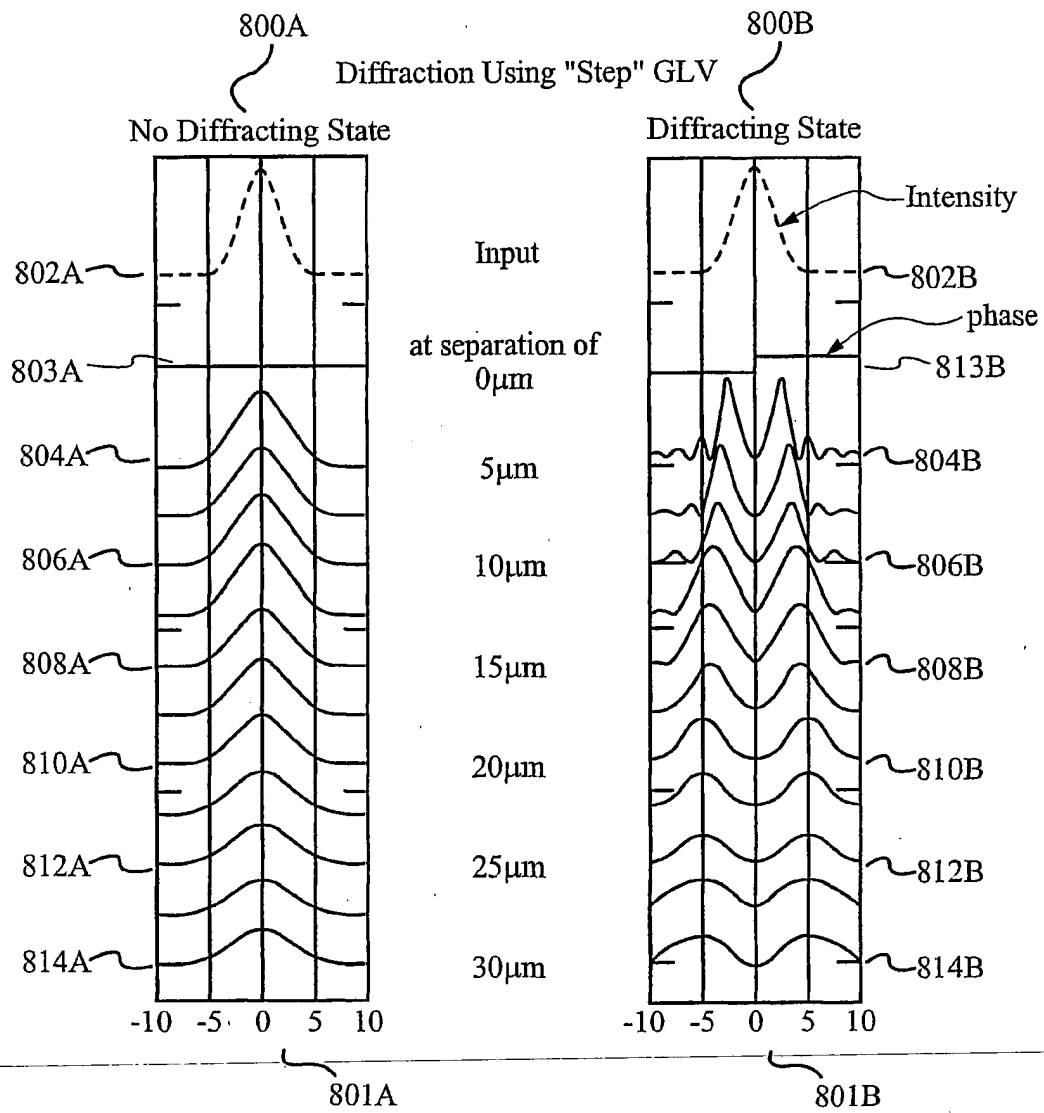 800A
800B
Diffraction Using "Step" GLV
No Diffracting State
Diffracting State
Intensity
Input
802A
802B
phase
at separation of
0μm
803A
813B
804A
5μm
804B
806A
10μm
806B
808A
15μm
808B
810A
20μm
810B
812A
25μm
812B
814A
30μm
814B
-10 -5 0 5 10
-10 -5 0 5 10
801A
801B